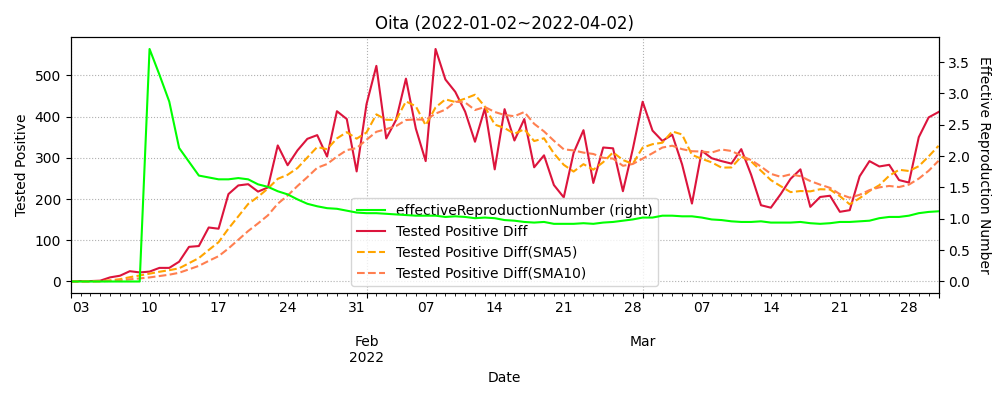 Oita (2022-01-02~2022-04-02)
Tested Positive
500
400
300
200
100
0
3.5
3.0
2.5
2.0
1.5
1.0
0.5
0.0
Effective Reproduction Number
effectiveReproductionNumber (right)
Tested Positive Diff
Tested Positive Diff(SMA5)
Tested Positive Diff(SMA10)
03 10 17 24 31 07 14 21 28 07 14 21 28
Feb Mar
2022
Date